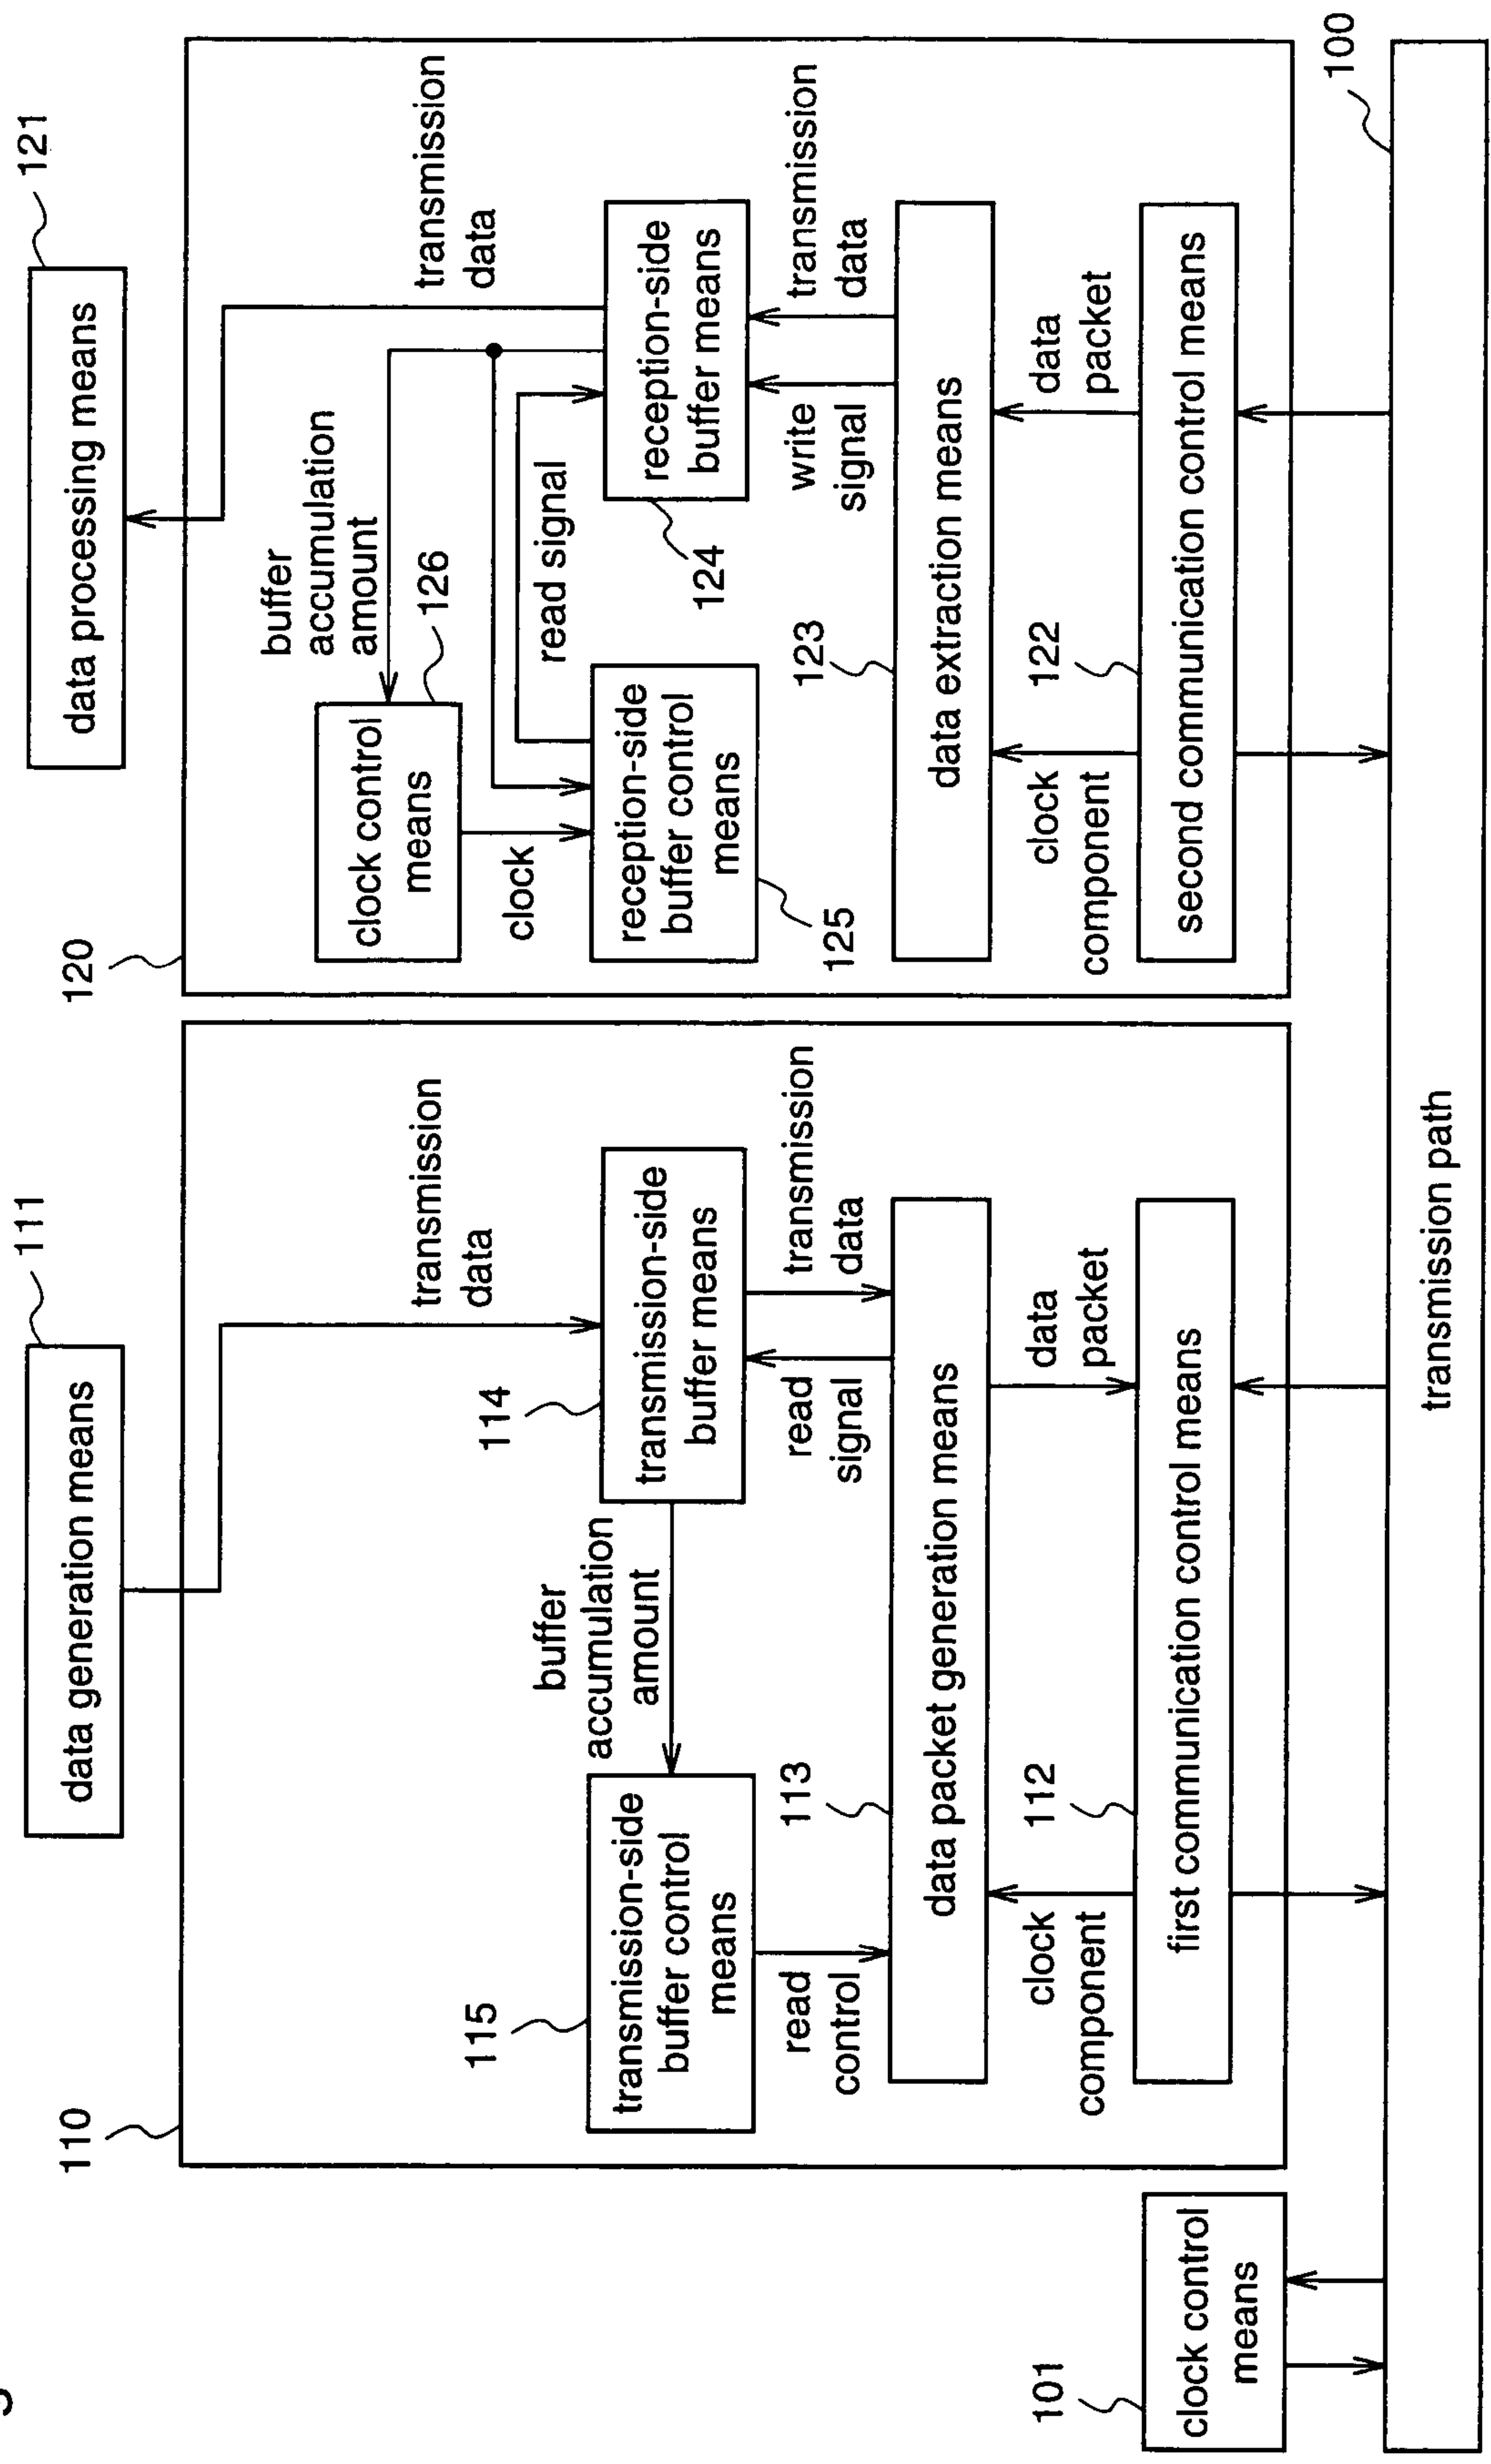 101
clock control
means
110
111
data generation means
transmission
data
115
transmission-side
buffer control
means
buffer
accumulation
amount
114
transmission-side
buffer means
read
control
113
read
signal
transmission
data
data packet generation means
clock
component
112
data
packet
first communication control means
120
121
data processing means
transmission
data
buffer
accumulation
amount
clock control
means
126
clock
read signal
reception-side
buffer control
means
125
reception-side
buffer means
124
123
write
signal
transmission
data
data extraction means
clock
component
122
data
packet
second communication control means
100
transmission path